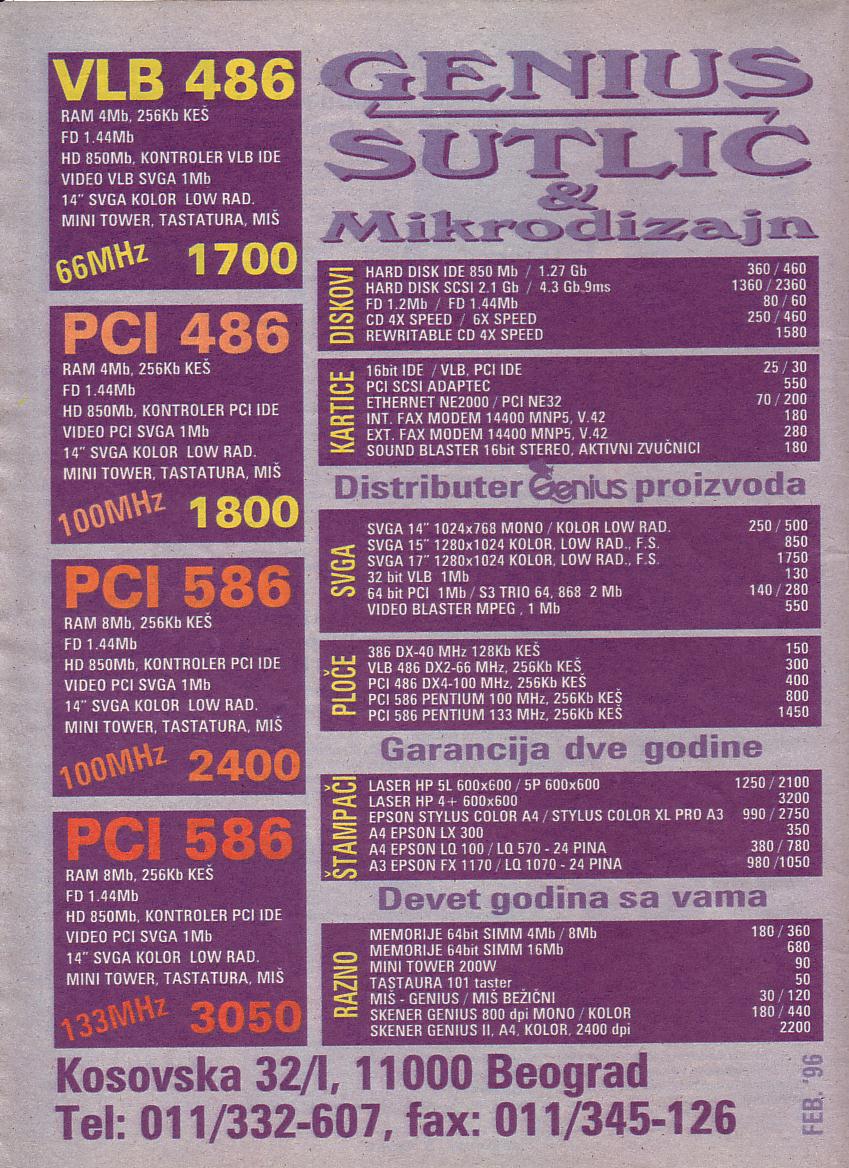 VLB 486
RAM 4Mb, 256Kb KEŠ
FD 1.44Mb
HD 850Mb, KONTROLER VLB IDE
VIDEO VLB SVGA 1Mb
14" SVGA KOLOR LOW RAD.
MINI TOWER, TASTATURA, MIŠ
66MHz 1700
PCI 486
RAM 4Mb, 256Kb KEŠ
FD 1.44Mb
HD 850Mb, KONTROLER PCI IDE
VIDEO PCI SVGA 1Mb
14" SVGA KOLOR LOW RAD.
MINI TOWER, TASTATURA, MIŠ
100MHz 1800
PCI 586
RAM 8Mb, 256Kb KEŠ
FD 1.44Mb
HD 850Mb, KONTROLER PCI IDE
VIDEO PCI SVGA 1Mb
14" SVGA KOLOR LOW RAD.
MINI TOWER, TASTATURA, MIŠ
100MHz 2400
PCI 586
RAM 8Mb, 256Kb KEŠ
FD 1.44Mb
HD 850Mb, KONTROLER PCI IDE
VIDEO PCI SVGA 1Mb
14" SVGA KOLOR LOW RAD.
MINI TOWER, TASTATURA, MIŠ
133MHz 3050
GENIUS
ŠUTLIĆ
&
Mikrodizajn
DISKOVI
HARD DISK IDE 850 Mb / 1.27 Gb 360 / 460
HARD DISK SCSI 2.1 Gb / 4.3 Gb,9ms 1360 / 2360
FD 1.2Mb / FD 1.44Mb 80 / 60
CD 4X SPEED / 6X SPEED 250 / 460
REWRITABLE CD 4X SPEED 1580
KARTICE
16bit IDE / VLB, PCI IDE 25 / 30
PCI SCSI ADAPTEC 550
ETHERNET NE2000 / PCI NE32 70 / 200
INT. FAX MODEM 14400 MNP5, V.42 180
EXT. FAX MODEM 14400 MNP5, V.42 280
SOUND BLASTER 16bit STEREO, AKTIVNI ZVUČNICI 180
Distributer Genius proizvoda
SVGA
SVGA 14" 1024x768 MONO / KOLOR LOW RAD. 250 / 500
SVGA 15" 1280x1024 KOLOR, LOW RAD., F.S. 850
SVGA 17" 1280x1024 KOLOR, LOW RAD., F.S. 1750
32 bit VLB 1Mb 130
64 bit PCI 1Mb / S3 TRIO 64, 868 2 Mb 140 / 280
VIDEO BLASTER MPEG , 1 Mb 550
PLOČE
386 DX-40 MHz 128Kb KEŠ 150
VLB 486 DX2-66 MHz, 256Kb KEŠ 300
PCI 486 DX4-100 MHz, 256Kb KEŠ 400
PCI 586 PENTIUM 100 MHz, 256Kb KEŠ 800
PCI 586 PENTIUM 133 MHz, 256Kb KEŠ 1450
Garancija dve godine
ŠTAMPAČI
LASER HP 5L 600x600 / 5P 600x600 1250 / 2100
LASER HP 4+ 600x600 3200
EPSON STYLUS COLOR A4 / STYLUS COLOR XL PRO A3 990 / 2750
A4 EPSON LX 300 350
A4 EPSON LQ 100 / LQ 570 - 24 PINA 380 / 780
A3 EPSON FX 1170 / LQ 1070 - 24 PINA 980 /1050
Devet godina sa vama
RAZNO
MEMORIJE 64bit SIMM 4Mb / 8Mb 180 / 360
MEMORIJE 64bit SIMM 16Mb 680
MINI TOWER 200W 90
TASTAURA 101 taster 50
MIŠ - GENIUS / MIŠ BEŽIČNI 30 / 120
SKENER GENIUS 800 dpi MONO / KOLOR 180 / 440
SKENER GENIUS II, A4, KOLOR, 2400 dpi 2200
Kosovska 32/I, 11000 Beograd
Tel: 011/332-607, fax: 011/345-126
FEB. '96